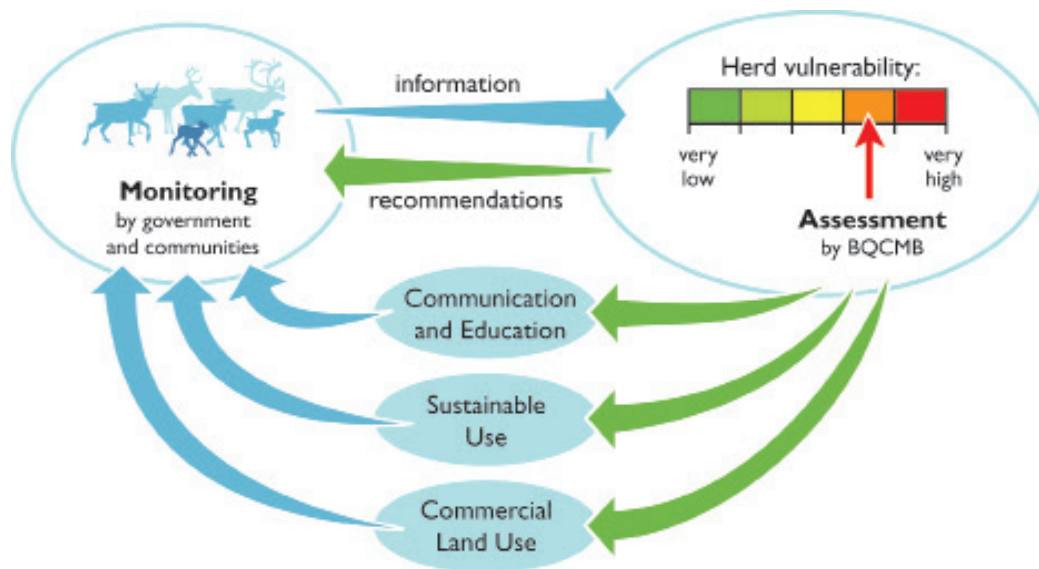 information
Herd vulnerability:
very
low
very
high
recommendations
Monitoring
by government
and communities
Assessment
by BQCMB
Communication
and Education
Sustainable
Use
Commercial
Land Use